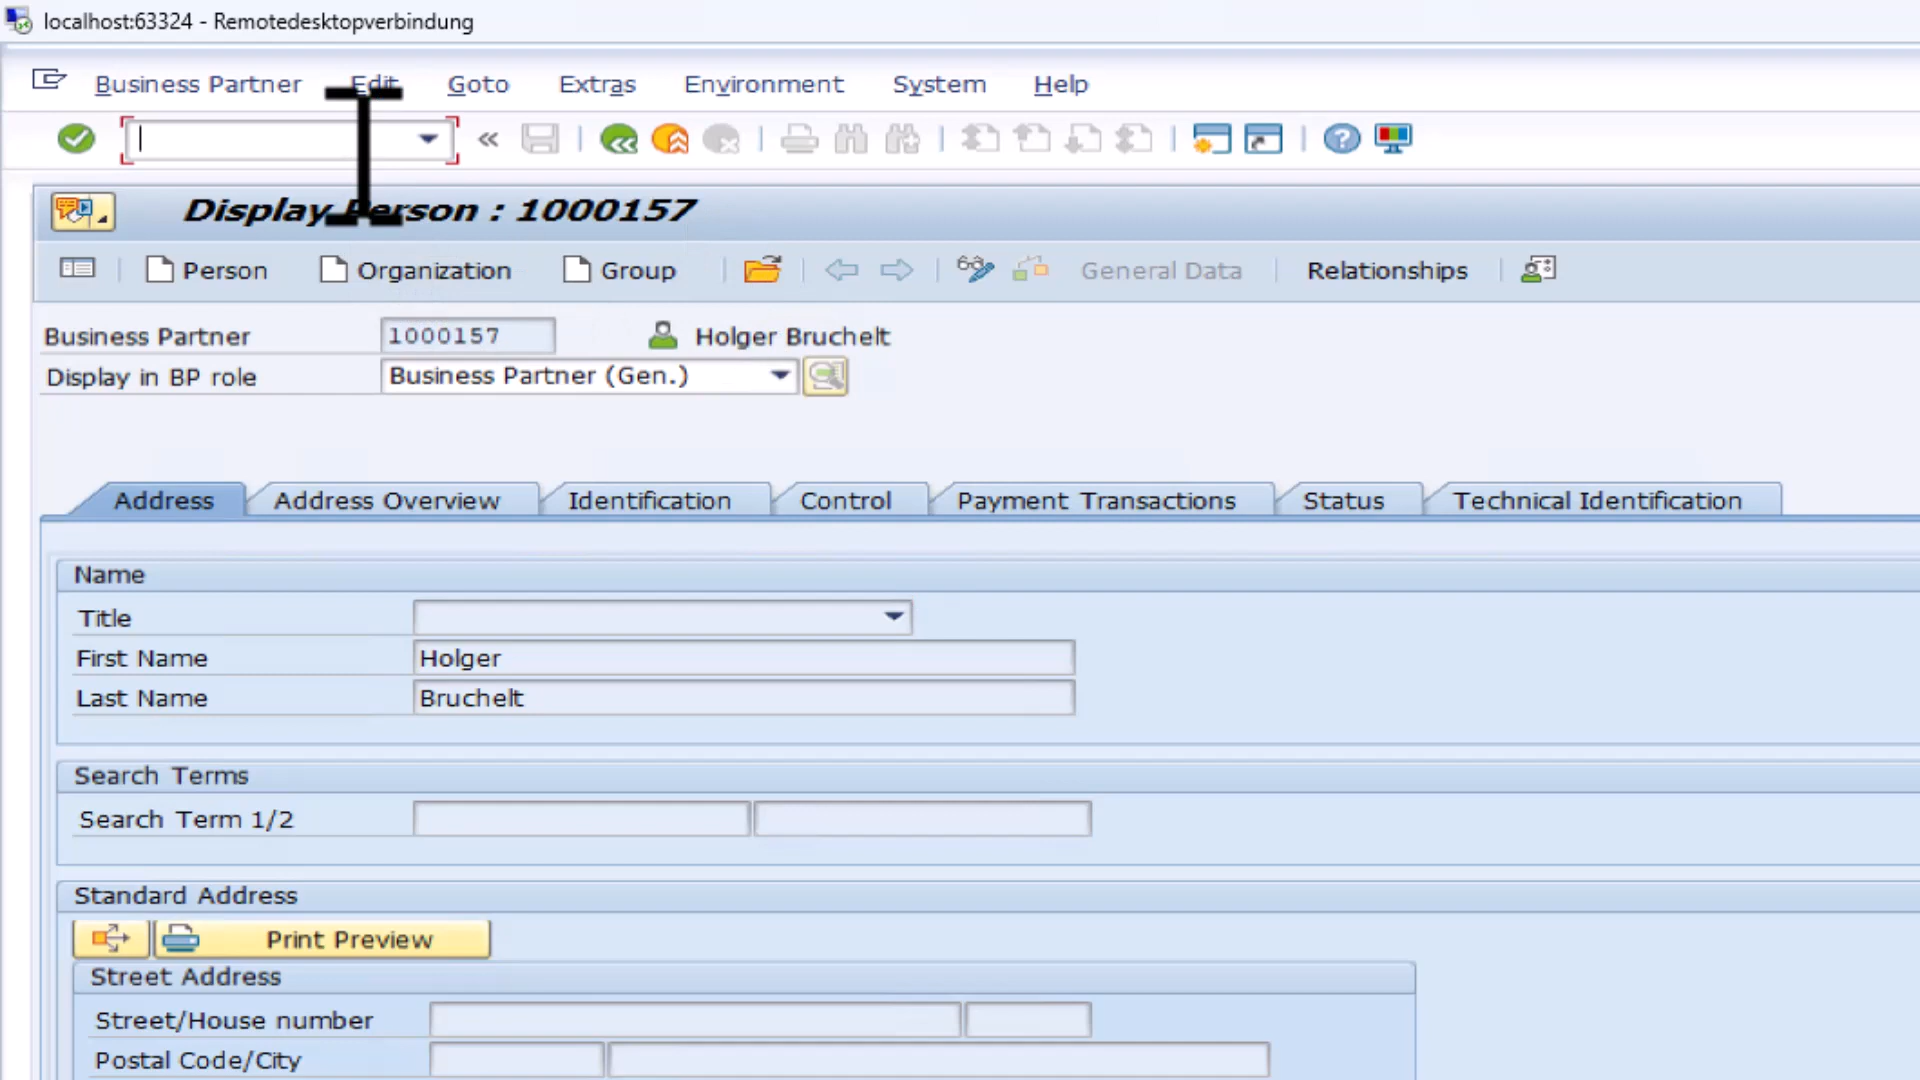 localhost:63324 - Remotedesktopverbindung
Business Partner Edit Goto Extras Environment System Help
Display Person : 1000157
Person Organization Group General Data Relationships
Business Partner 1000157 Holger Bruchelt
Display in BP role Business Partner (Gen.)
Address Address Overview Identification Control Payment Transactions Status Technical Identification
Name
Title
First Name Holger
Last Name Bruchelt
Search Terms
Search Term 1/2
Standard Address
Print Preview
Street Address
Street/House number
Postal Code/City